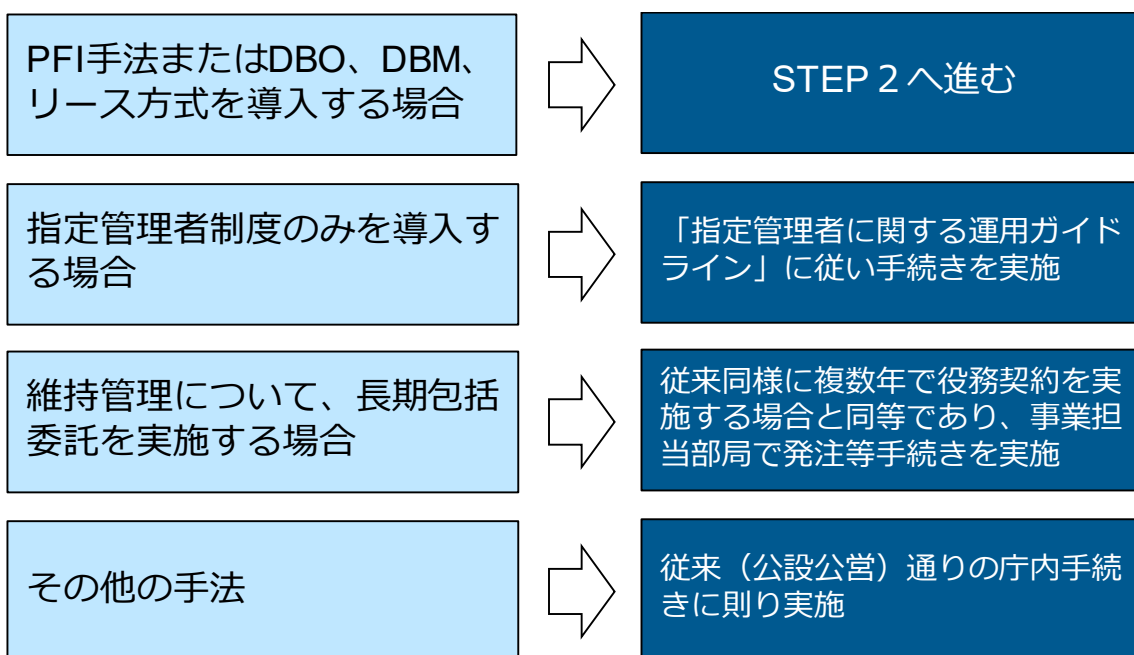 PFI手法またはDBO、DBM、
リース方式を導入する場合
STEP２へ進む
指定管理者制度のみを導入す
る場合
「指定管理者に関する運用ガイド
ライン」に従い手続きを実施
維持管理について、長期包括
委託を実施する場合
従来同様に複数年で役務契約を実
施する場合と同等であり、事業担
当部局で発注等手続きを実施
その他の手法
従来（公設公営）通りの庁内手続
きに則り実施